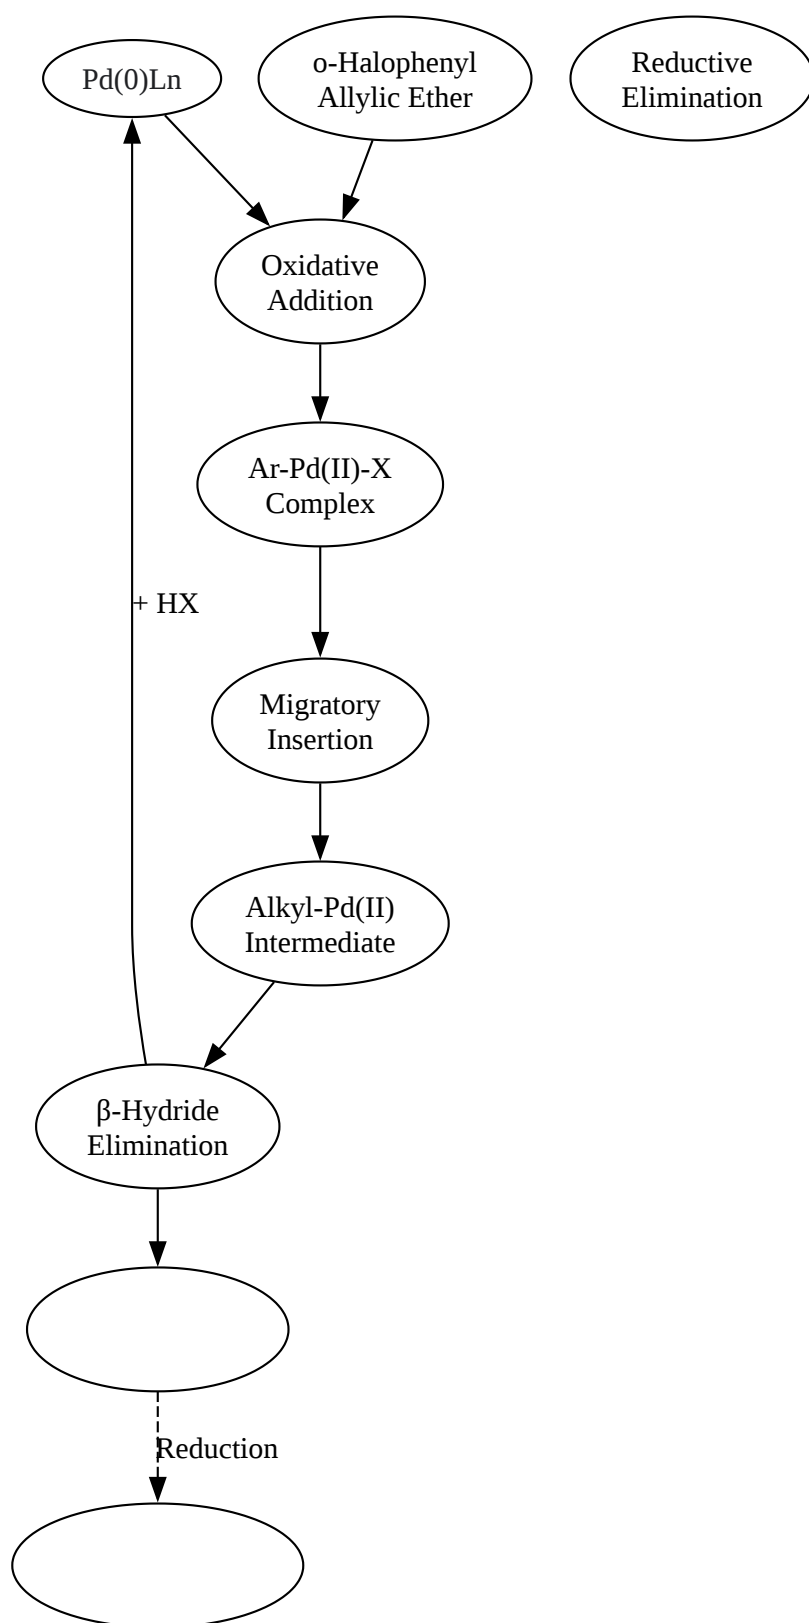 Pd(0)Ln
o-Halophenyl
Allylic Ether
Reductive
Elimination
Oxidative
Addition
Ar-Pd(II)-X
Complex
+ HX
Migratory
Insertion
Alkyl-Pd(II)
Intermediate
β-Hydride
Elimination
Reduction